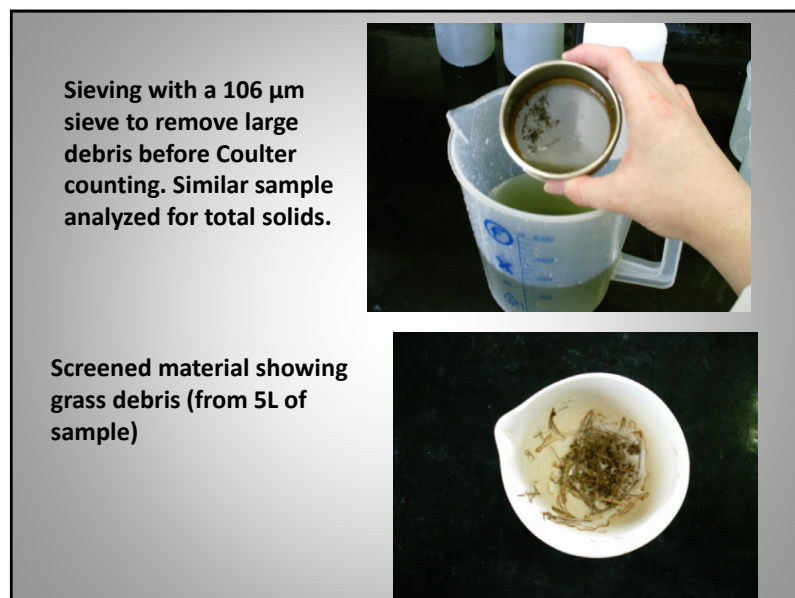 Sieving with a 106 µm
sieve to remove large
debris before Coulter
counting. Similar sample
analyzed for total solids.
Screened material showing
grass debris (from 5L of
sample)